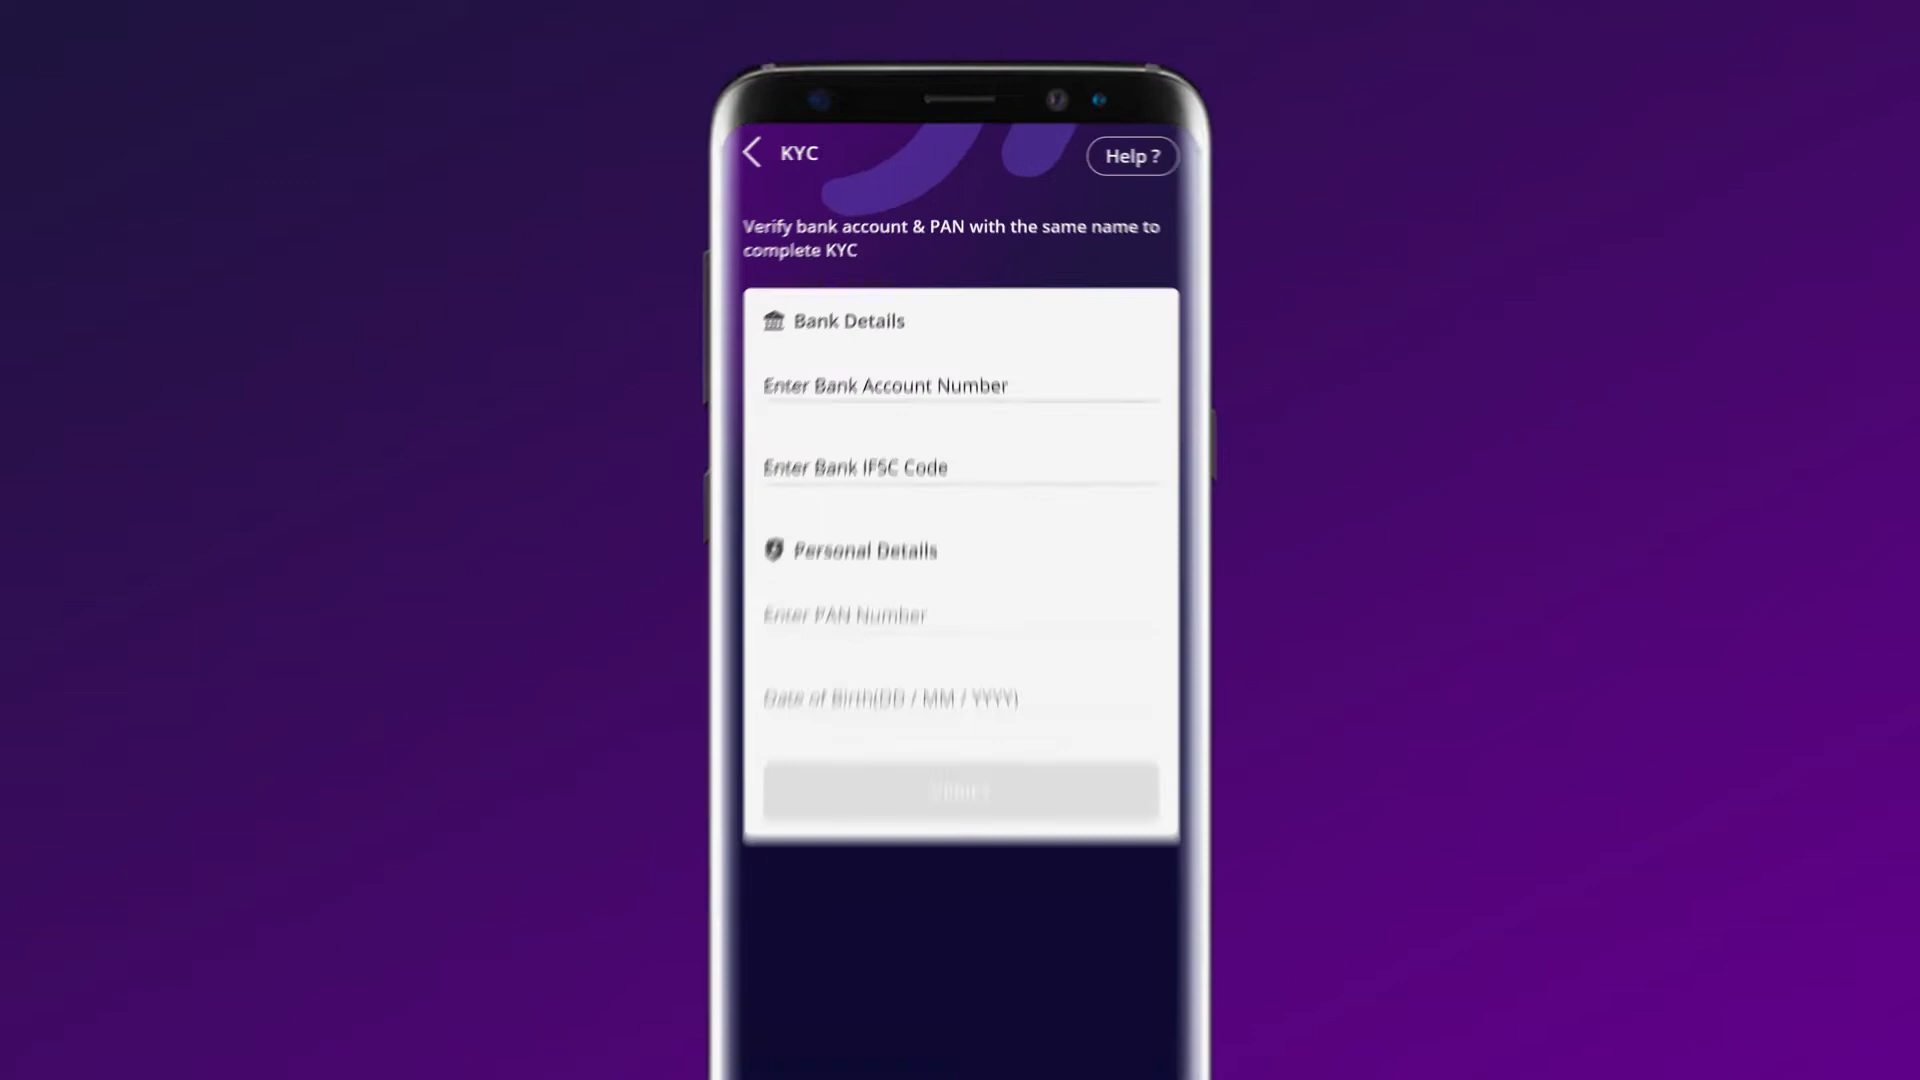 KYC
Help ?
Verify bank account & PAN with the same name to
complete KYC
Bank Details
Enter Bank Account Number
Enter Bank IFSC Code
Personal Details
Enter PAN Number
Date of Birth(DD / MM / YYYY)